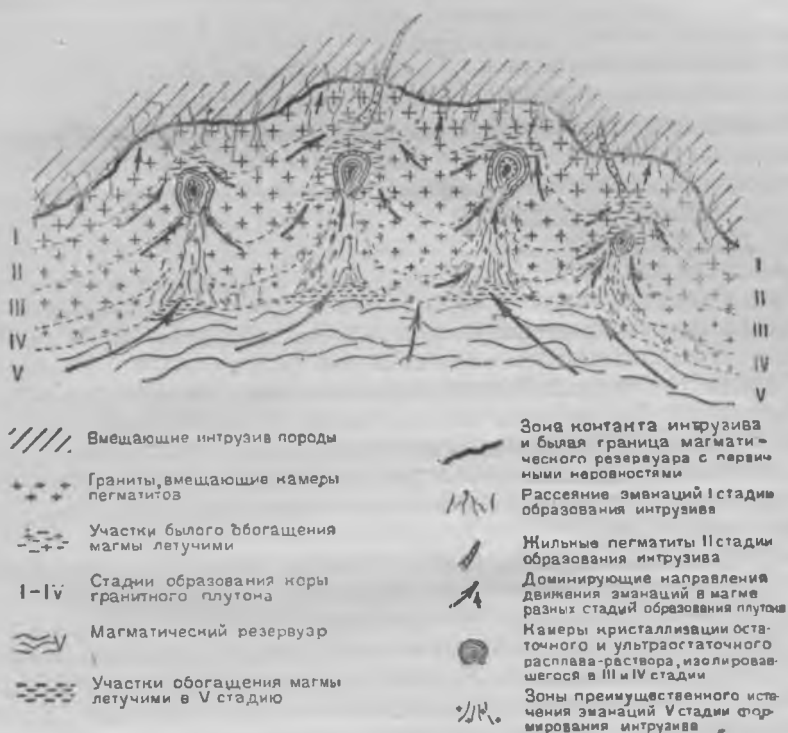 I
II
III
IV
V
I
II
III
IV
V
Вмещающие интрузив породы
Граниты, вмещающие камеры
пегматитов
Участки былого обогащения
магмы летучими
I-IV Стадии образования коры
гранитного плутона
V Магматический резервуар
Участки обогащения магмы
летучими в V стадию
Зона контакта интрузива
и былая граница магмати-
ческого резервуара с первич-
ными неровностями
Рассеяние эманаций I стадии
образования интрузива
Жильные пегматиты II стадии
образования интрузива
Доминирующие направления
движения эманаций в магме
разных стадий образования плутона
Камеры кристаллизации оста-
точного и ультраостаточного
расплава-раствора, изолировав-
шегося в III и IV стадии
Зоны преимущественного исте-
чения эманаций V стадии фор-
мирования интрузива